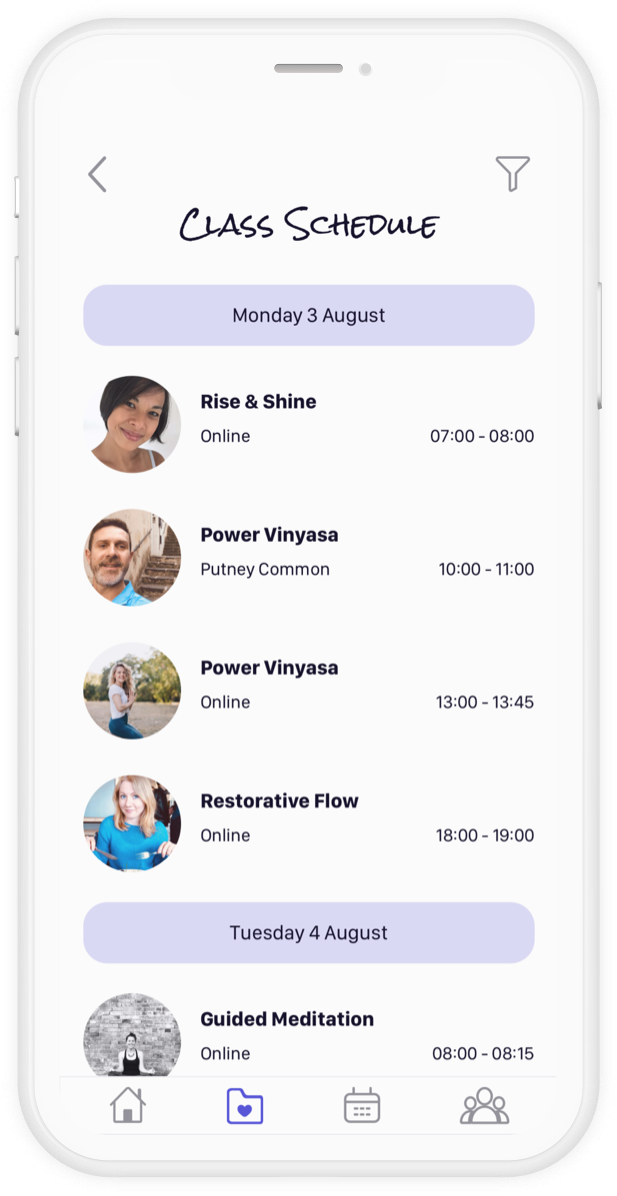 Class Schedule
Monday 3 August
Rise & Shine
Online 07:00 - 08:00
Power Vinyasa
Putney Common 10:00 - 11:00
Power Vinyasa
Online 13:00 - 13:45
Restorative Flow
Online 18:00 - 19:00
Tuesday 4 August
Guided Meditation
Online 08:00 - 08:15